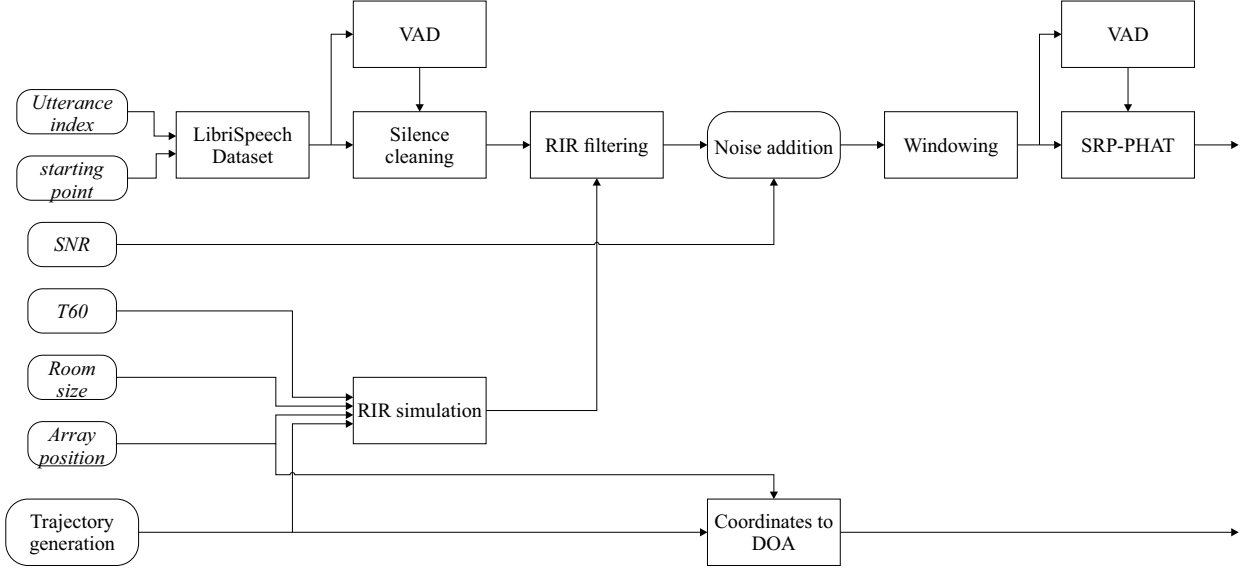 VAD
VAD
Utterance
index
LibriSpeech
Dataset
Silence
cleaning
RIR filtering
Noise addition
Windowing
SRP-PHAT
starting
point
SNR
T60
Room
size
RIR simulation
Array
position
Trajectory
generation
Coordinates to
DOA